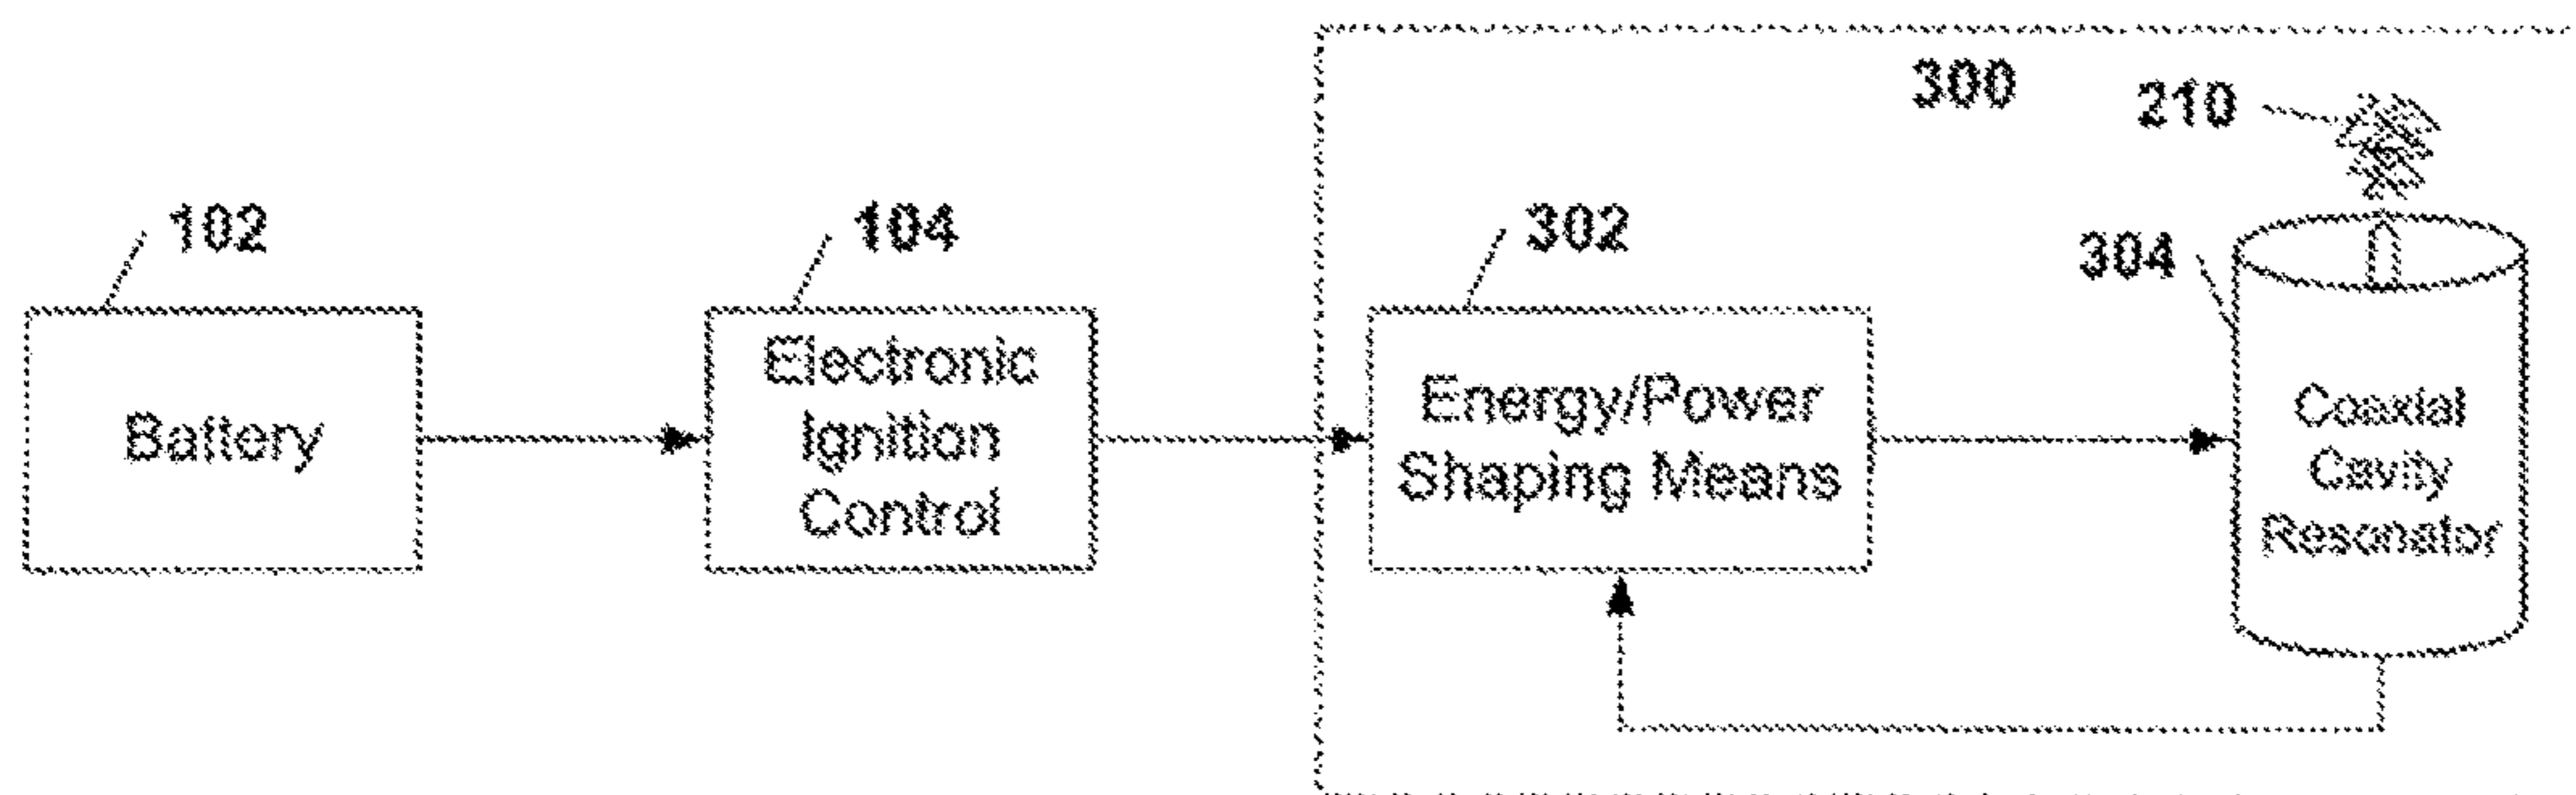 300
210
102
104
302
304
Battery
Electronic
Ignition
Control
Energy/Power
Shaping Means
Coaxial
Cavity
Resonator